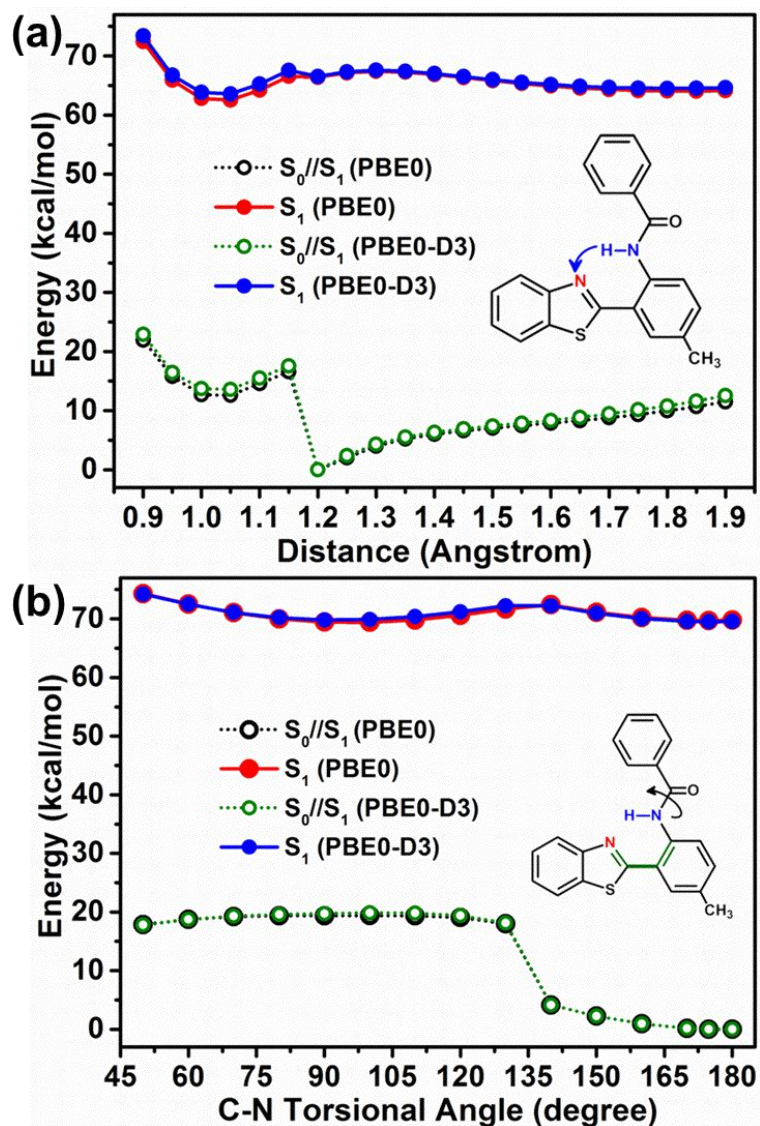 (a)
70
60
50
40
30
20
10
0
Energy (kcal/mol)
S₀//S₁ (PBE0)
S₁ (PBE0)
S₀//S₁ (PBE0-D3)
S₁ (PBE0-D3)
O
H-N
N
S
CH₃
0.9 1.0 1.1 1.2 1.3 1.4 1.5 1.6 1.7 1.8 1.9
Distance (Angstrom)
(b)
70
60
50
40
30
20
10
0
Energy (kcal/mol)
S₀//S₁ (PBE0)
S₁ (PBE0)
S₀//S₁ (PBE0-D3)
S₁ (PBE0-D3)
O
H-N
N
S
CH₃
45 60 75 90 105 120 135 150 165 180
C-N Torsional Angle (degree)